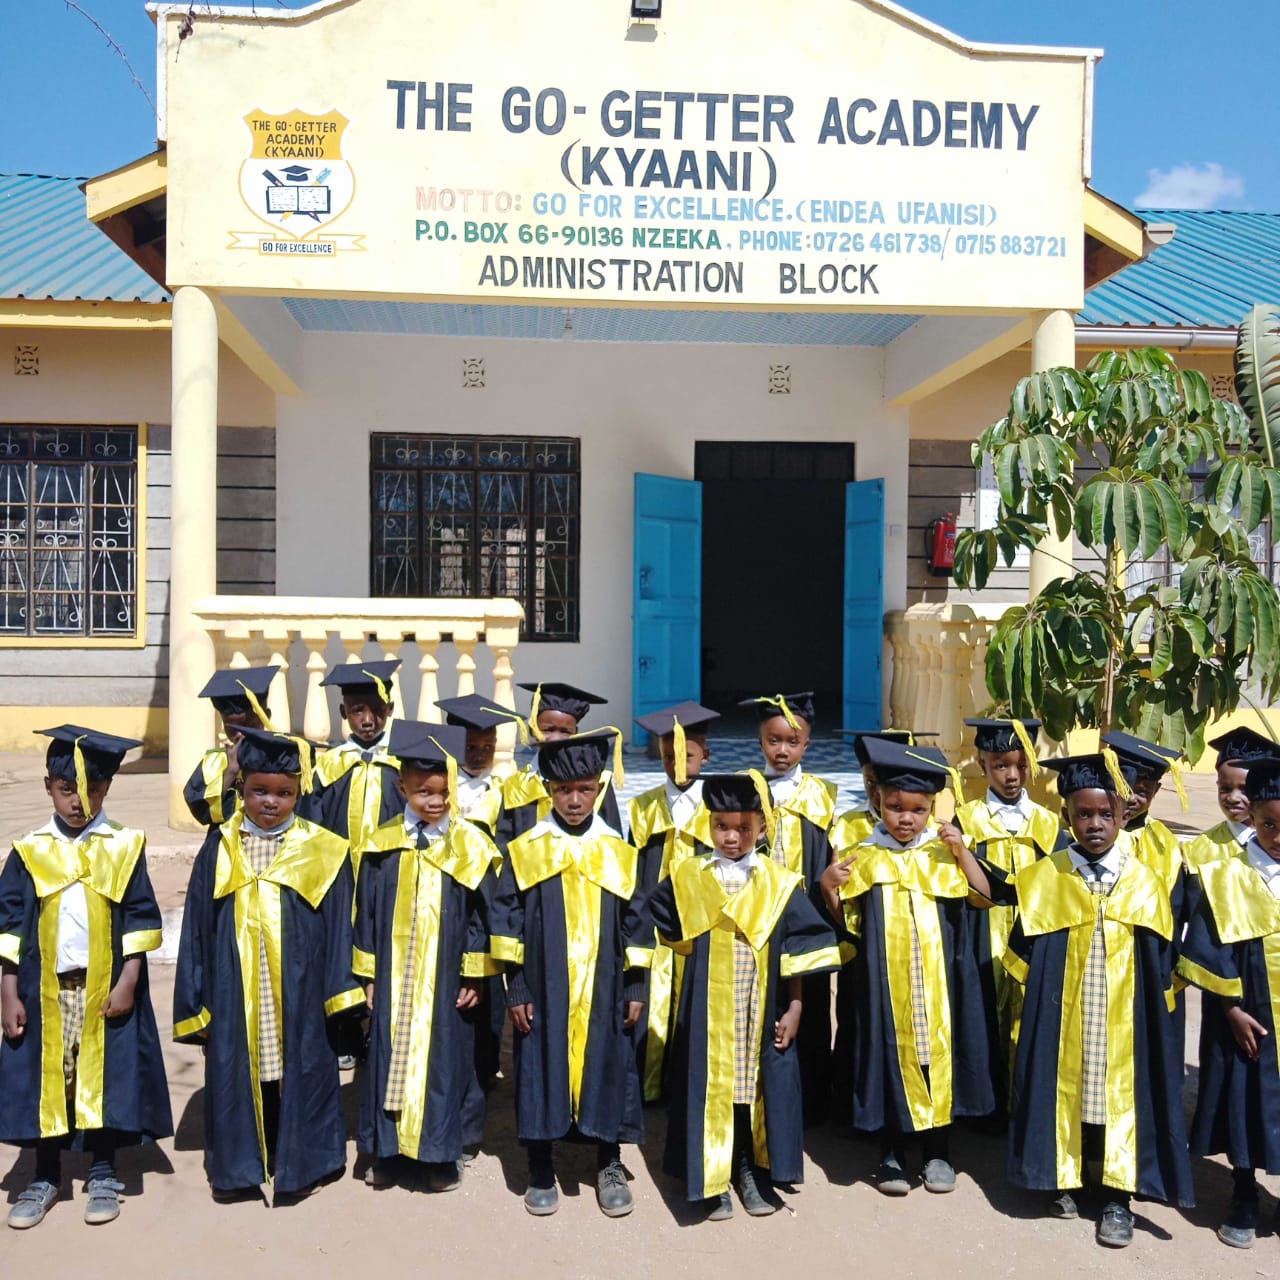 THE GO-GETTER ACADEMY
(KYAANI)
MOTTO: GO FOR EXCELLENCE.(ENDEA UFANISI)
P.O. BOX 66-90136 NZEEKA. PHONE:0726 461738/0715 883721
ADMINISTRATION BLOCK
THE GO-GETTER
ACADEMY
(KYAANI)
GO FOR EXCELLENCE